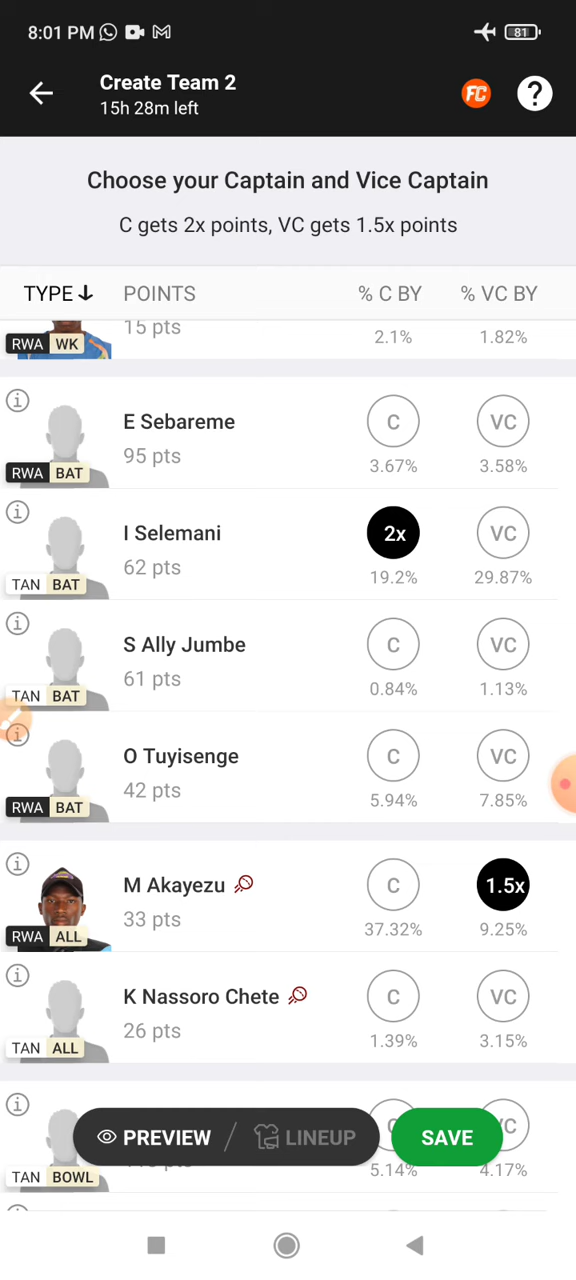 8:01 PM 81
Create Team 2
15h 28m left
FC ?
Choose your Captain and Vice Captain
C gets 2x points, VC gets 1.5x points
TYPE POINTS % C BY % VC BY
15 pts 2.1% 1.82%
RWA WK
E Sebareme C VC
95 pts 3.67% 3.58%
RWA BAT
I Selemani 2x VC
62 pts 19.2% 29.87%
TAN BAT
S Ally Jumbe C VC
61 pts 0.84% 1.13%
TAN BAT
O Tuyisenge C VC
42 pts 5.94% 7.85%
RWA BAT
M Akayezu C 1.5x
33 pts 37.32% 9.25%
RWA ALL
K Nassoro Chete C VC
26 pts 1.39% 3.15%
TAN ALL
PREVIEW / LINEUP SAVE
5.14% 4.17%
TAN BOWL